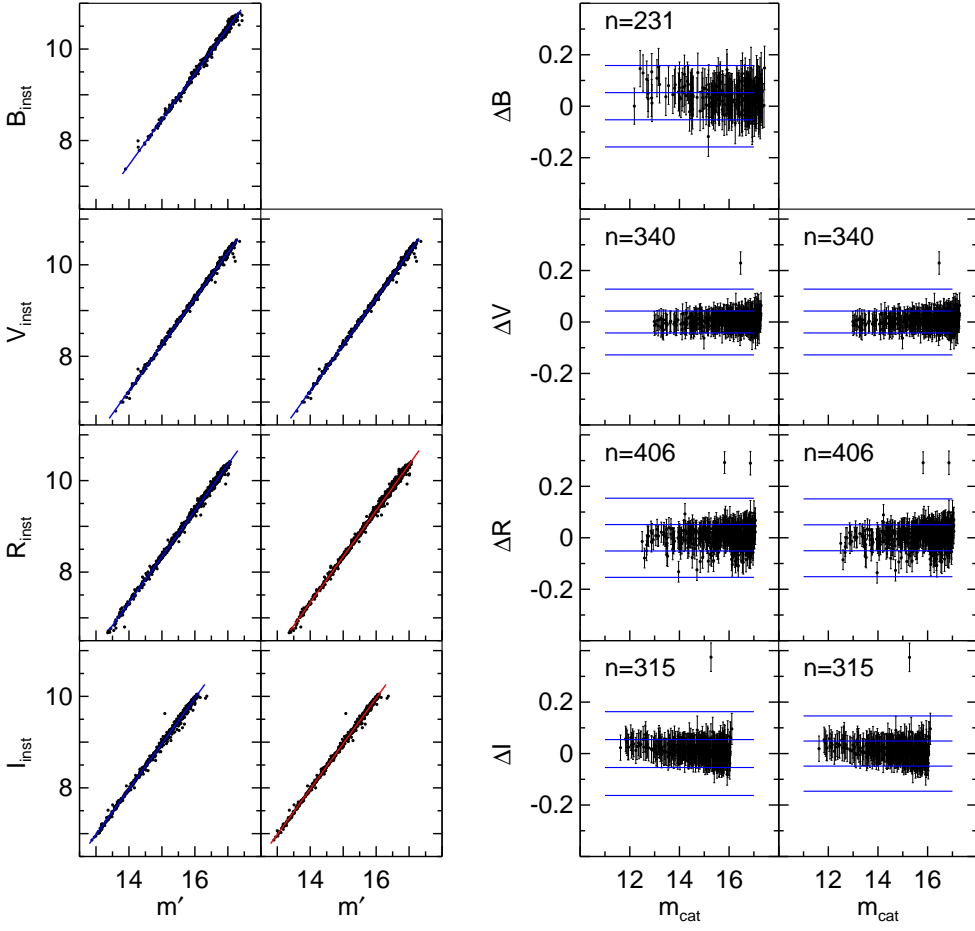 10
8
B_inst
n=231
0.2
0
-0.2
ΔB
10
8
V_inst
n=340
n=340
0.2
0
-0.2
ΔV
10
8
R_inst
n=406
n=406
0.2
0
-0.2
ΔR
10
8
I_inst
n=315
n=315
0.2
0
-0.2
ΔI
14 16 14 16
m′ m′
12 14 16 12 14 16
m_cat m_cat